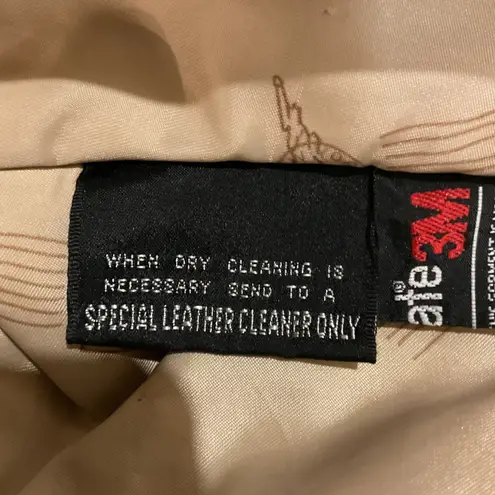 WHEN DRY CLEANING IS
NECESSARY SEND TO A
SPECIAL LEATHER CLEANER ONLY
3M